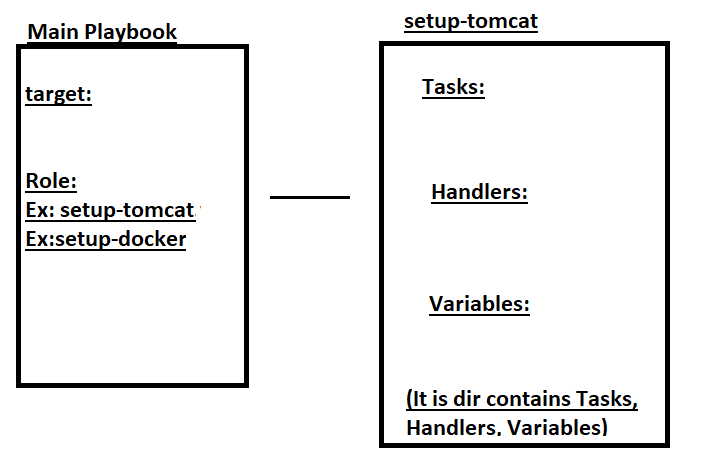 Main Playbook
target:
Role:
Ex: setup-tomcat
Ex:setup-docker
setup-tomcat
Tasks:
Handlers:
Variables:
(It is dir contains Tasks,
Handlers, Variables)